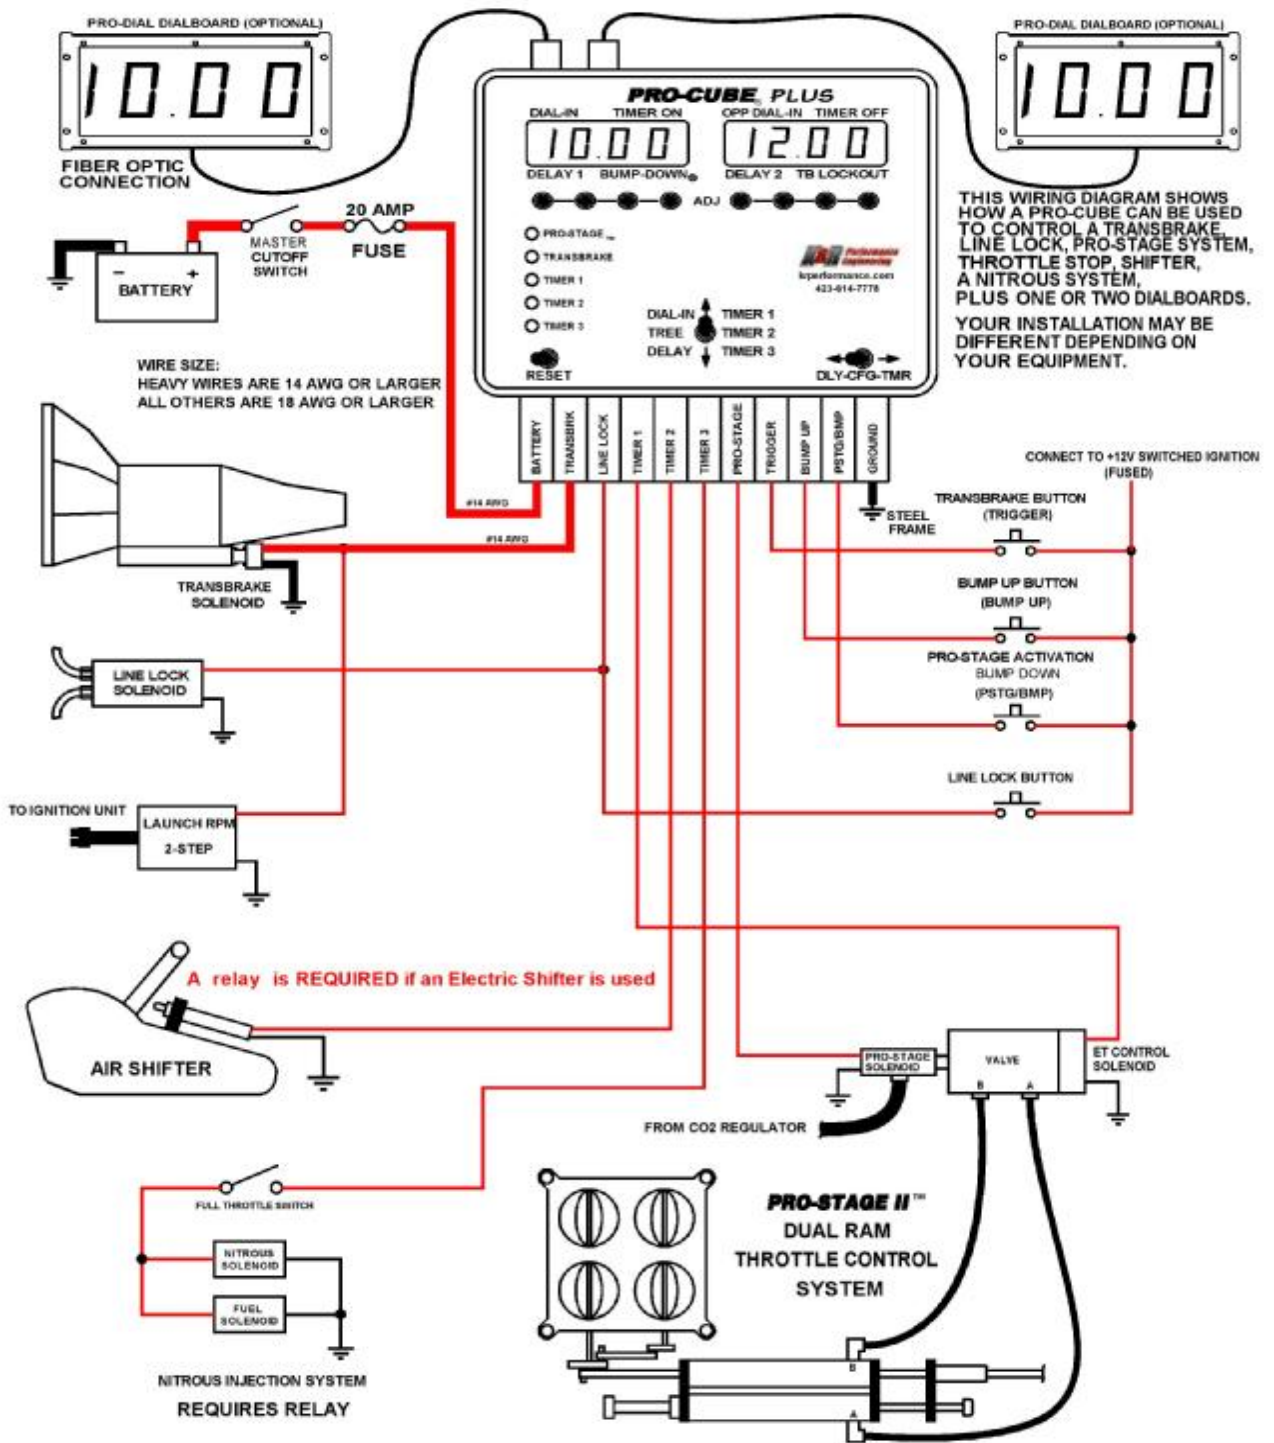 PRO-DIAL DIALBOARD (OPTIONAL)
10.00
FIBER OPTIC
CONNECTION
PRO-DIAL DIALBOARD (OPTIONAL)
10.00
PRO-CUBE® PLUS
DIAL-IN TIMER ON
OPP DIAL-IN TIMER OFF
10.00
12.00
DELAY 1 BUMP-DOWN®
DELAY 2 TB LOCKOUT
ADJ
PRO-STAGE™
TRANSBRAKE
TIMER 1
TIMER 2
TIMER 3
Performance
Engineering
krperformance.com
423-614-7776
DIAL-IN TIMER 1
TREE TIMER 2
DELAY TIMER 3
RESET
DLY-CFG-TMR
BATTERY
TRANSBRK
LINE LOCK
TIMER 1
TIMER 2
TIMER 3
PRO-STAGE
TRIGGER
BUMP UP
PSTG/BMP
GROUND
THIS WIRING DIAGRAM SHOWS
HOW A PRO-CUBE CAN BE USED
TO CONTROL A TRANSBRAKE,
LINE LOCK, PRO-STAGE SYSTEM,
THROTTLE STOP, SHIFTER,
A NITROUS SYSTEM,
PLUS ONE OR TWO DIALBOARDS.
YOUR INSTALLATION MAY BE
DIFFERENT DEPENDING ON
YOUR EQUIPMENT.
20 AMP
FUSE
MASTER
CUTOFF
SWITCH
- +
BATTERY
WIRE SIZE:
HEAVY WIRES ARE 14 AWG OR LARGER
ALL OTHERS ARE 18 AWG OR LARGER
#14 AWG
#14 AWG
STEEL
FRAME
CONNECT TO +12V SWITCHED IGNITION
(FUSED)
TRANSBRAKE BUTTON
(TRIGGER)
BUMP UP BUTTON
(BUMP UP)
PRO-STAGE ACTIVATION
BUMP DOWN
(PSTG/BMP)
LINE LOCK BUTTON
TRANSBRAKE
SOLENOID
LINE LOCK
SOLENOID
TO IGNITION UNIT
LAUNCH RPM
2-STEP
A relay is REQUIRED if an Electric Shifter is used
AIR SHIFTER
PRO-STAGE
SOLENOID
VALVE
B A
ET CONTROL
SOLENOID
FROM CO2 REGULATOR
FULL THROTTLE SWITCH
NITROUS
SOLENOID
FUEL
SOLENOID
NITROUS INJECTION SYSTEM
REQUIRES RELAY
PRO-STAGE II™
DUAL RAM
THROTTLE CONTROL
SYSTEM
B
A